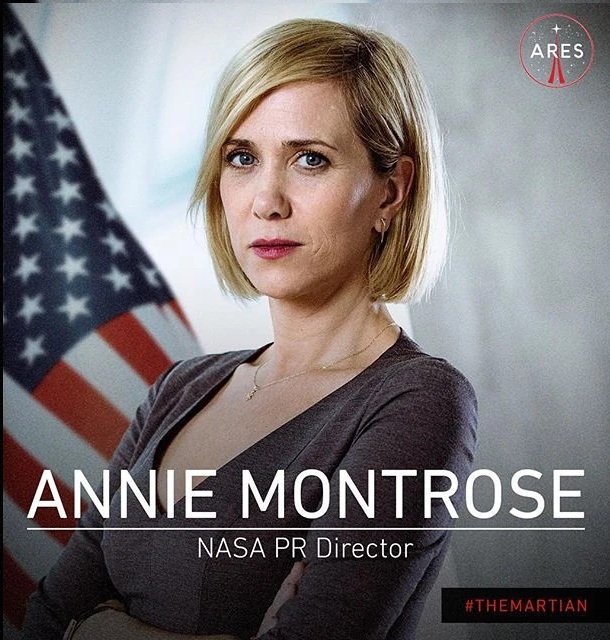 ARES
ANNIE MONTROSE
NASA PR Director
#THEMARTIAN